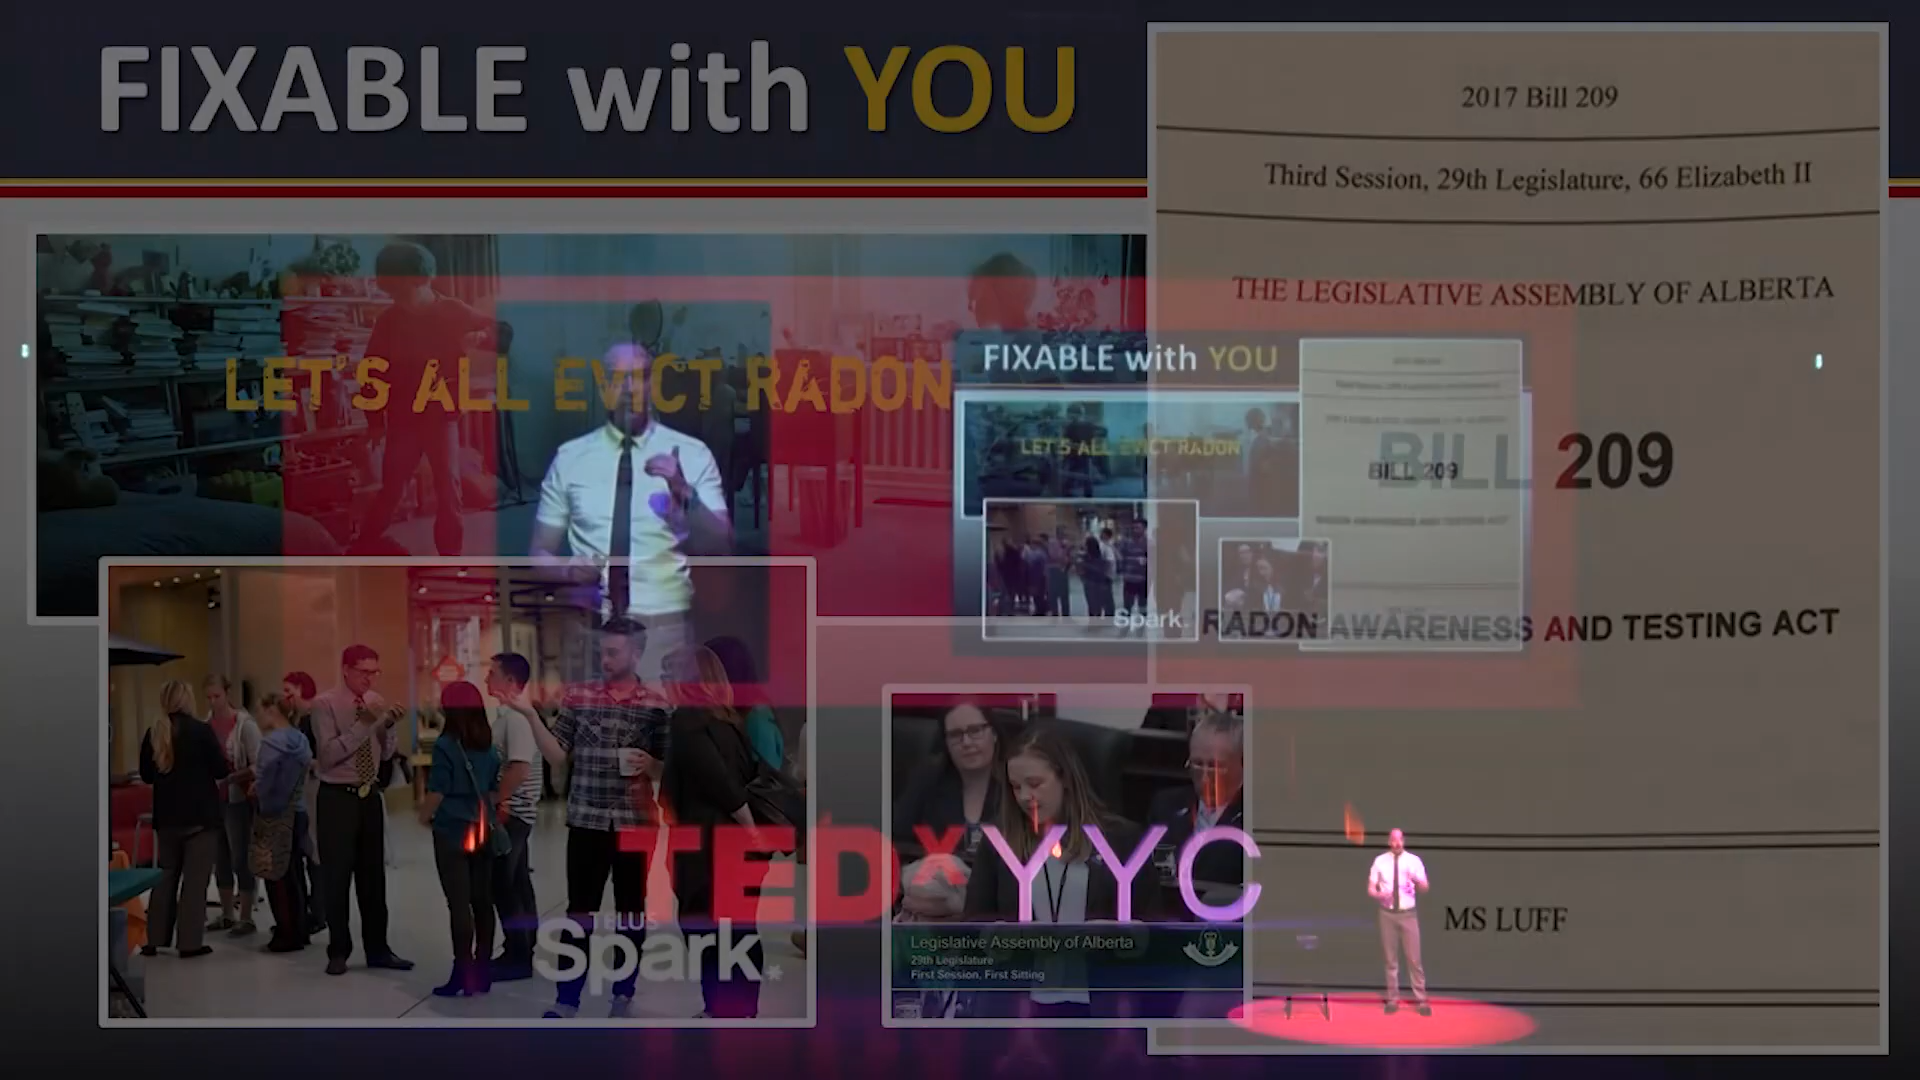 FIXABLE with YOU
2017 Bill 209
Third Session, 29th Legislature, 66 Elizabeth II
THE LEGISLATIVE ASSEMBLY OF ALBERTA
LET'S ALL EVICT RADON
FIXABLE with YOU
LET'S ALL EVICT RADON
BILL 209
BILL 209
Spark.
RADON AWARENESS AND TESTING ACT
TEDxYYC
TELUS
Spark.
Legislative Assembly of Alberta
29th Legislature
First Session, First Sitting
MS LUFF